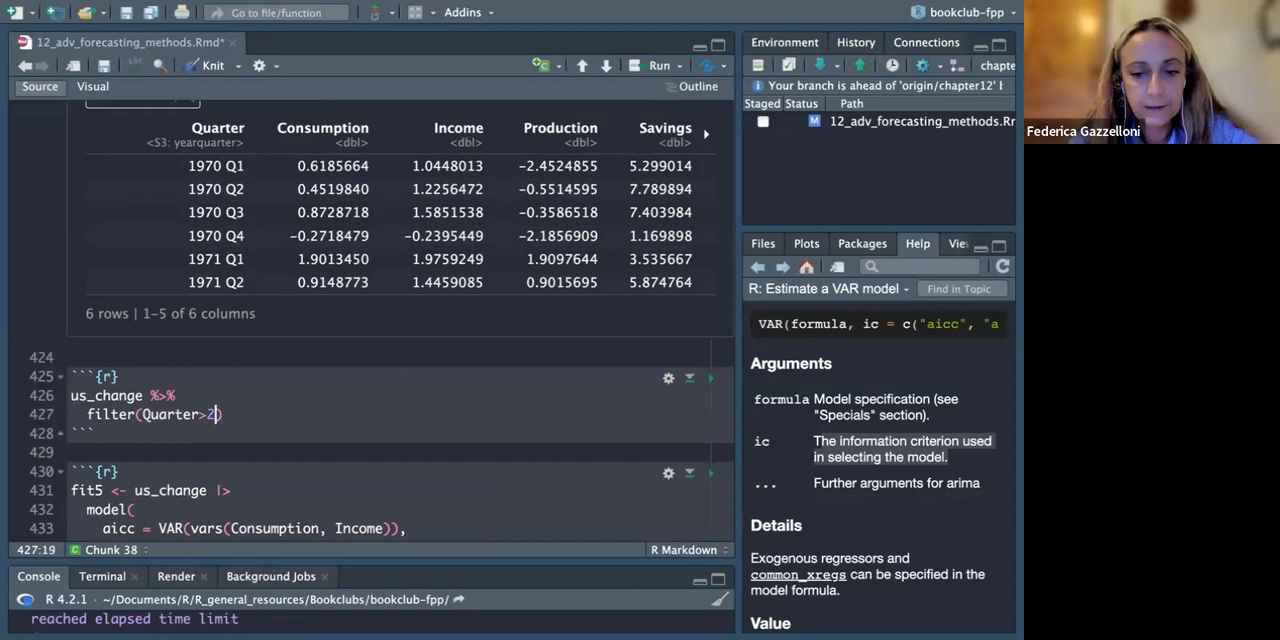 Go to file/function
Addins
bookclub-fpp
12_adv_forecasting_methods.Rmd*
Knit
Run
Source Visual
Outline
Quarter Consumption Income Production Savings
<S3: yearquarter> <dbl> <dbl> <dbl> <dbl>
1970 Q1 0.6185664 1.0448013 -2.4524855 5.299014
1970 Q2 0.4519840 1.2256472 -0.5514595 7.789894
1970 Q3 0.8728718 1.5851538 -0.3586518 7.403984
1970 Q4 -0.2718479 -0.2395449 -2.1856909 1.169898
1971 Q1 1.9013450 1.9759249 1.9097644 3.535667
1971 Q2 0.9148773 1.4459085 0.9015695 5.874764
6 rows | 1-5 of 6 columns
424
425 ```{r}
426 us_change %>%
427 filter(Quarter>2)
428 ```
429
430 ```{r}
431 fit5 <- us_change |>
432 model(
433 aicc = VAR(vars(Consumption, Income)),
427:19 Chunk 38 R Markdown
Console Terminal Render Background Jobs
R 4.2.1 · ~/Documents/R/R_general_resources/Bookclubs/bookclub-fpp/
reached elapsed time limit
Environment History Connections
chapte
Your branch is ahead of 'origin/chapter12' b
Staged Status Path
M 12_adv_forecasting_methods.Rr
Files Plots Packages Help Vie
R: Estimate a VAR model
Find in Topic
VAR(formula, ic = c("aicc", "a
Arguments
formula Model specification (see
"Specials" section).
ic The information criterion used
in selecting the model.
... Further arguments for arima
Details
Exogenous regressors and
common_xregs can be specified in the
model formula.
Value
Federica Gazzelloni